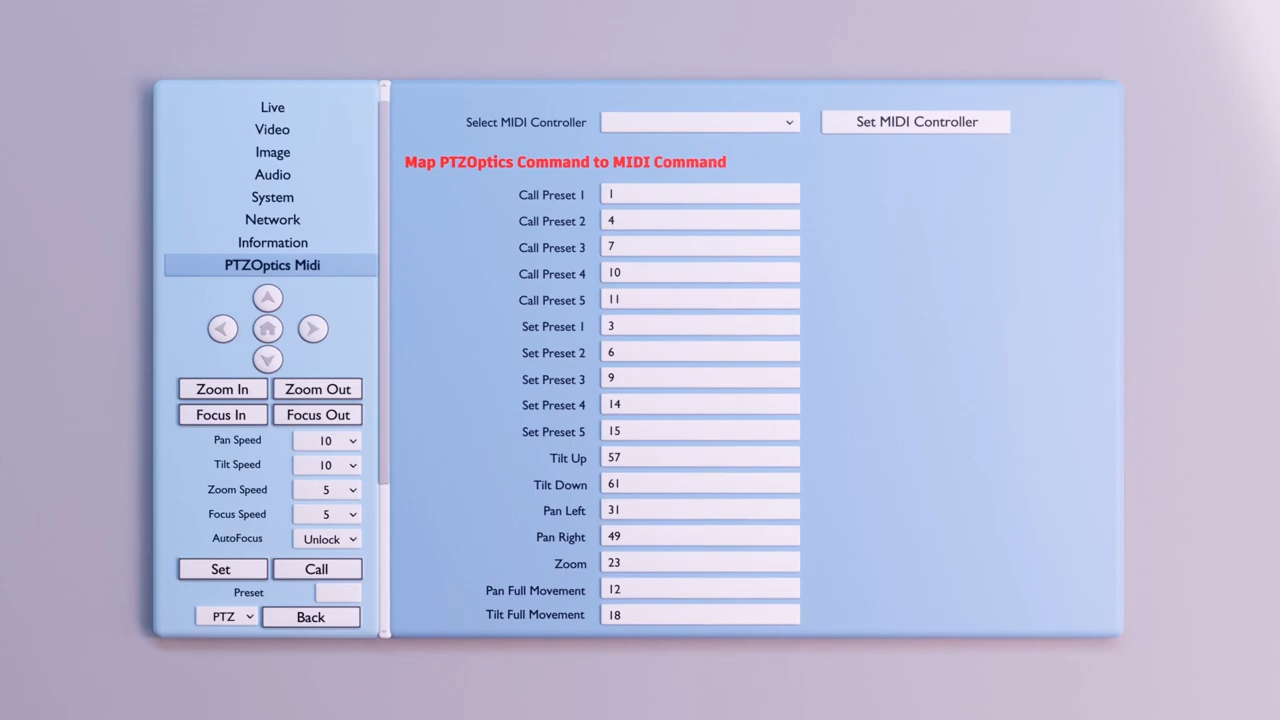 Live
Video
Image
Audio
System
Network
Information
PTZOptics Midi
Zoom In Zoom Out
Focus In Focus Out
Pan Speed 10
Tilt Speed 10
Zoom Speed 5
Focus Speed 5
AutoFocus Unlock
Set Call
Preset
PTZ Back
Select MIDI Controller Set MIDI Controller
Map PTZOptics Command to MIDI Command
Call Preset 1 1
Call Preset 2 4
Call Preset 3 7
Call Preset 4 10
Call Preset 5 11
Set Preset 1 3
Set Preset 2 6
Set Preset 3 9
Set Preset 4 14
Set Preset 5 15
Tilt Up 57
Tilt Down 61
Pan Left 31
Pan Right 49
Zoom 23
Pan Full Movement 12
Tilt Full Movement 18